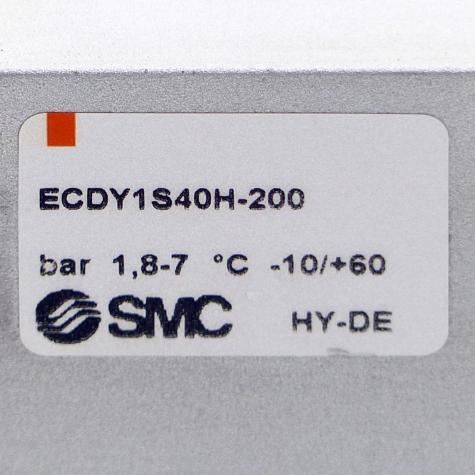 ECDY1S40H-200
bar 1,8-7 °C -10/+60
SMC HY-DE